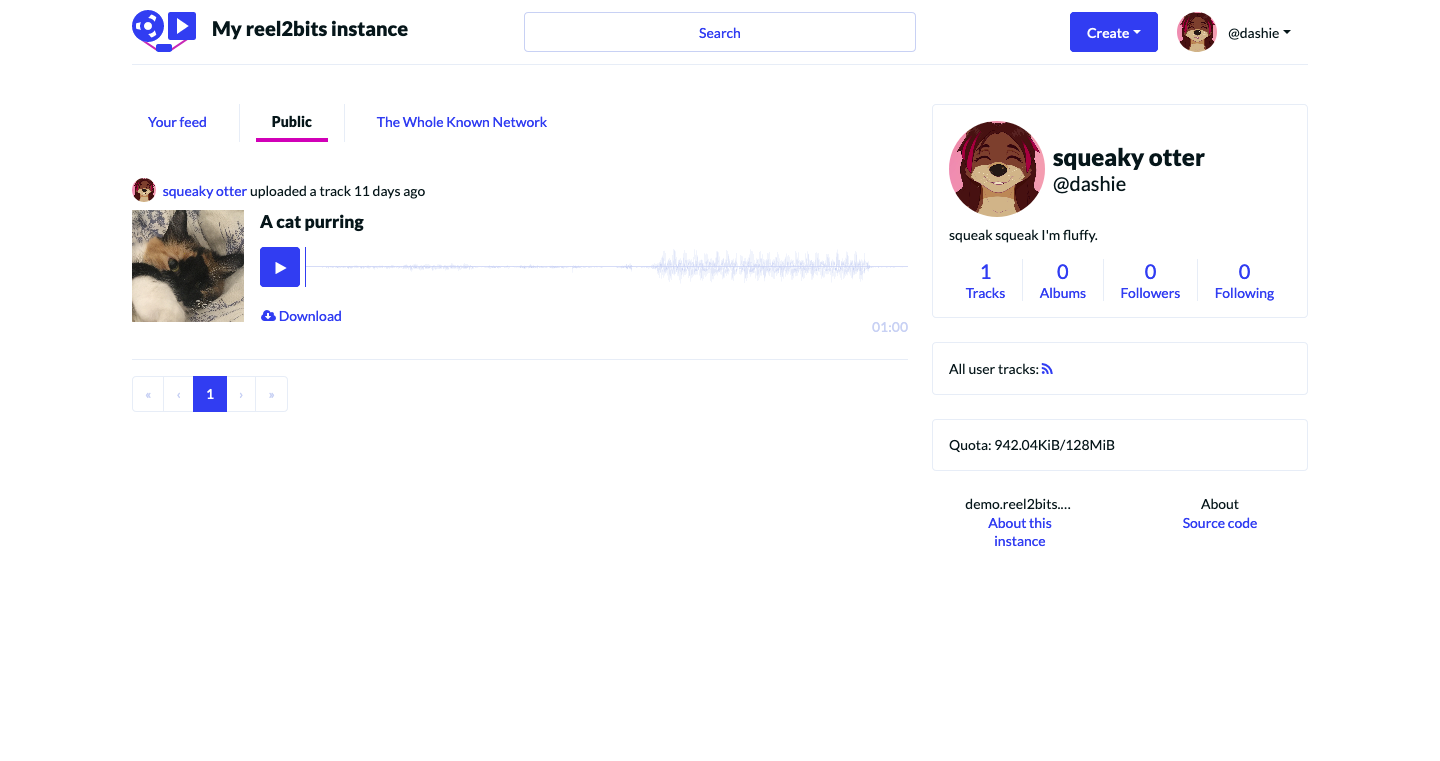 My reel2bits instance
Search
Create
@dashie
Your feed
Public
The Whole Known Network
squeaky otter uploaded a track 11 days ago
A cat purring
Download
01:00
« ‹ 1 › »
squeaky otter
@dashie
squeak squeak I'm fluffy.
1 0 0 0
Tracks Albums Followers Following
All user tracks:
Quota: 942.04KiB/128MiB
demo.reel2bits....
About this
instance
About
Source code